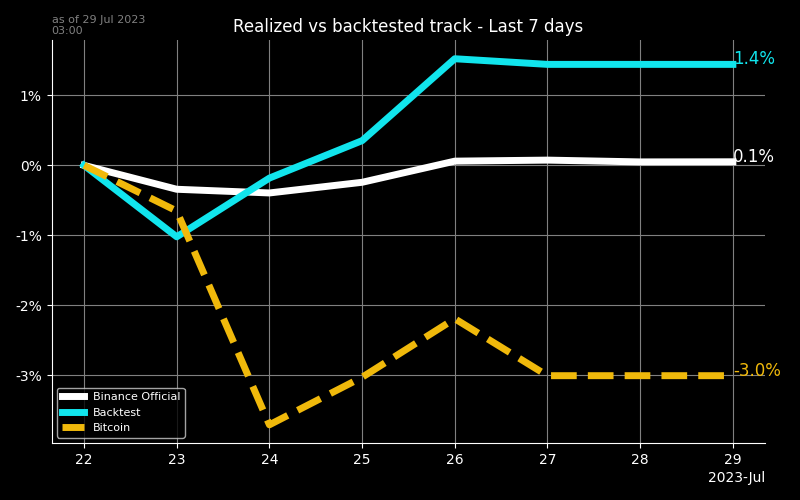 as of 29 Jul 2023
03:00
Realized vs backtested track - Last 7 days
1%
0%
-1%
-2%
-3%
1.4%
0.1%
-3.0%
Binance Official
Backtest
Bitcoin
22 23 24 25 26 27 28 29
2023-Jul